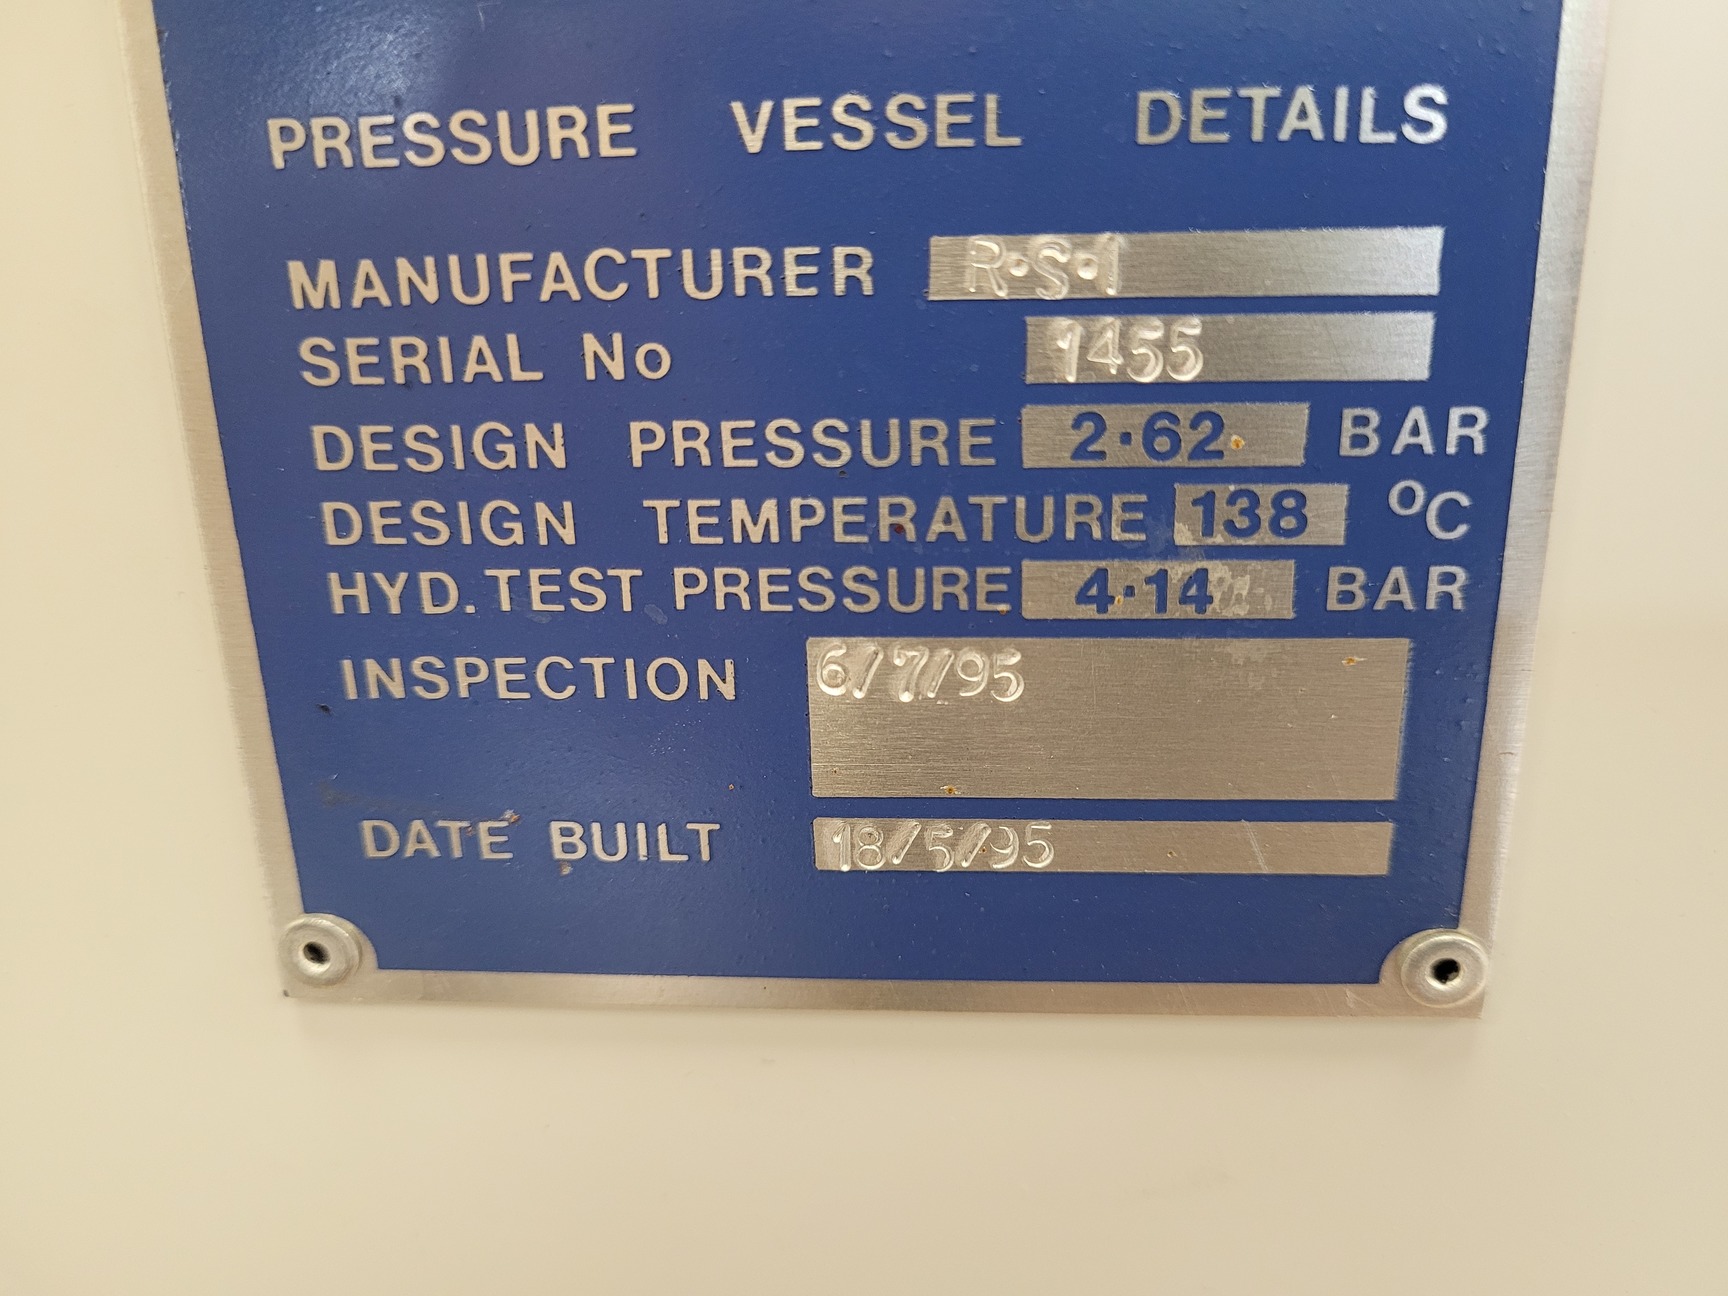 PRESSURE VESSEL DETAILS
MANUFACTURER R·S·1
SERIAL No 1455
DESIGN PRESSURE 2·62 BAR
DESIGN TEMPERATURE 138 °C
HYD. TEST PRESSURE 4·14 BAR
INSPECTION 6/7/95
DATE BUILT 18/5/95